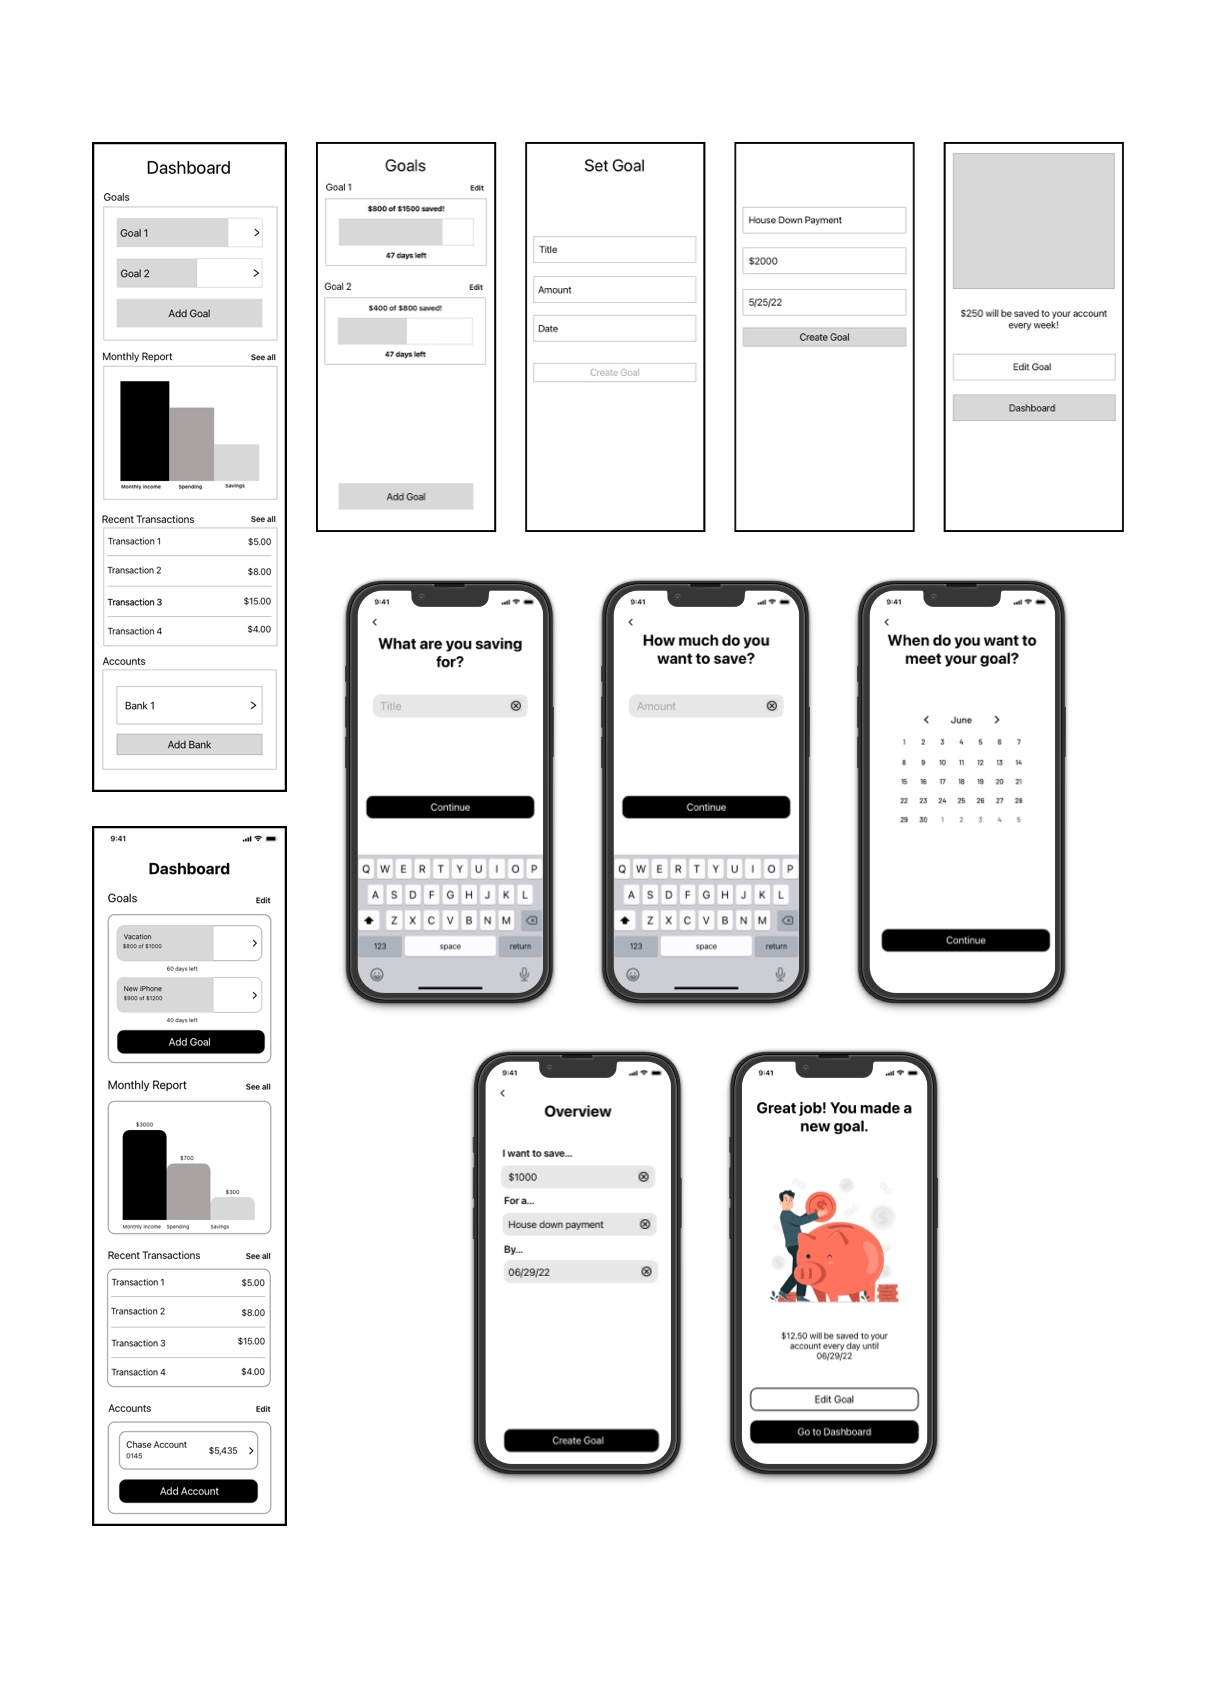 Dashboard
Goals
Goal 1
Goal 2
Add Goal
Monthly Report
See all
Monthly Income
Spending
Savings
Recent Transactions
See all
Transaction 1
$5.00
Transaction 2
$8.00
Transaction 3
$15.00
Transaction 4
$4.00
Accounts
Bank 1
Add Bank
Goals
Goal 1
Edit
$800 of $1500 saved!
47 days left
Goal 2
Edit
$400 of $800 saved!
47 days left
Add Goal
Set Goal
Title
Amount
Date
Create Goal
House Down Payment
$2000
5/25/22
Create Goal
$250 will be saved to your account
every week!
Edit Goal
Dashboard
9:41
What are you saving
for?
Title
Continue
Q W E R T Y U I O P
A S D F G H J K L
Z X C V B N M
123
space
return
9:41
How much do you
want to save?
Amount
Continue
Q W E R T Y U I O P
A S D F G H J K L
Z X C V B N M
123
space
return
9:41
When do you want to
meet your goal?
June
1 2 3 4 5 6 7
8 9 10 11 12 13 14
15 16 17 18 19 20 21
22 23 24 25 26 27 28
29 30 1 2 3 4 5
Continue
9:41
Dashboard
Goals
Edit
Vacation
$800 of $1000
60 days left
New iPhone
$900 of $1200
40 days left
Add Goal
Monthly Report
See all
$3000
$700
$300
Monthly Income
Spending
Savings
Recent Transactions
See all
Transaction 1
$5.00
Transaction 2
$8.00
Transaction 3
$15.00
Transaction 4
$4.00
Accounts
Edit
Chase Account
0145
$5,435
Add Account
9:41
Overview
I want to save...
$1000
For a...
House down payment
By...
06/29/22
Create Goal
9:41
Great job! You made a
new goal.
$12.50 will be saved to your
account every day until
06/29/22
Edit Goal
Go to Dashboard